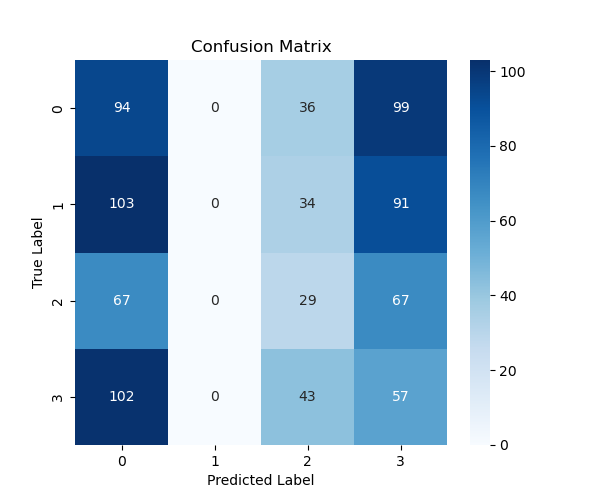 Confusion Matrix
True Label
0 94 0 36 99
1 103 0 34 91
2 67 0 29 67
3 102 0 43 57
0 1 2 3
Predicted Label
100
80
60
40
20
0